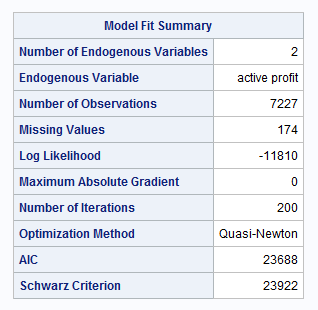 Model Fit Summary
Number of Endogenous Variables 2
Endogenous Variable active profit
Number of Observations 7227
Missing Values 174
Log Likelihood -11810
Maximum Absolute Gradient 0
Number of Iterations 200
Optimization Method Quasi-Newton
AIC 23688
Schwarz Criterion 23922